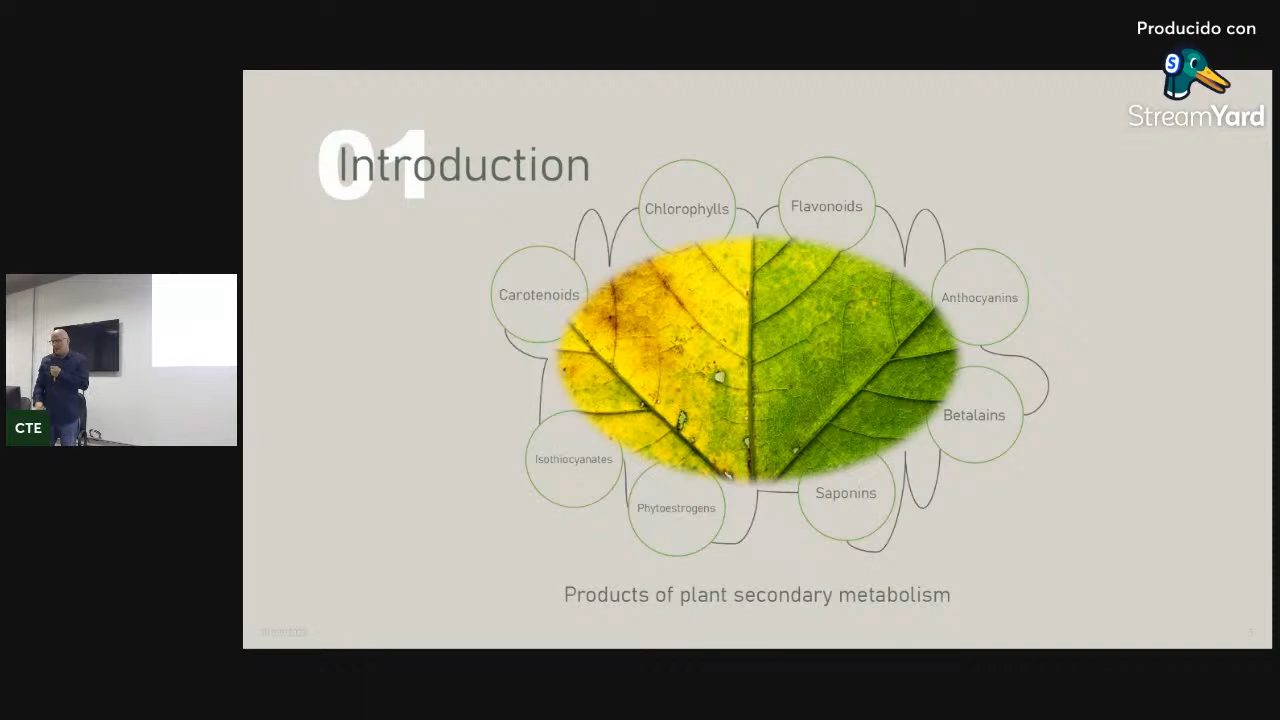 Producido con
StreamYard
01
Introduction
Chlorophylls
Flavonoids
Carotenoids
Anthocyanins
Betalains
Isothiocyanates
Saponins
Phytoestrogens
Products of plant secondary metabolism
CTE